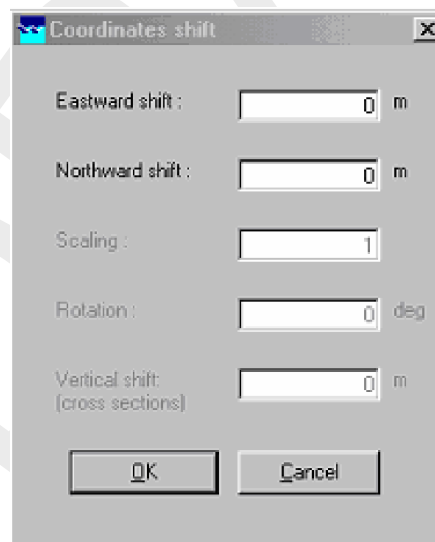 Coordinates shift
Eastward shift : 0 m
Northward shift : 0 m
Scaling : 1
Rotation : 0 deg
Vertical shift: 0 m
(cross sections)
OK Cancel